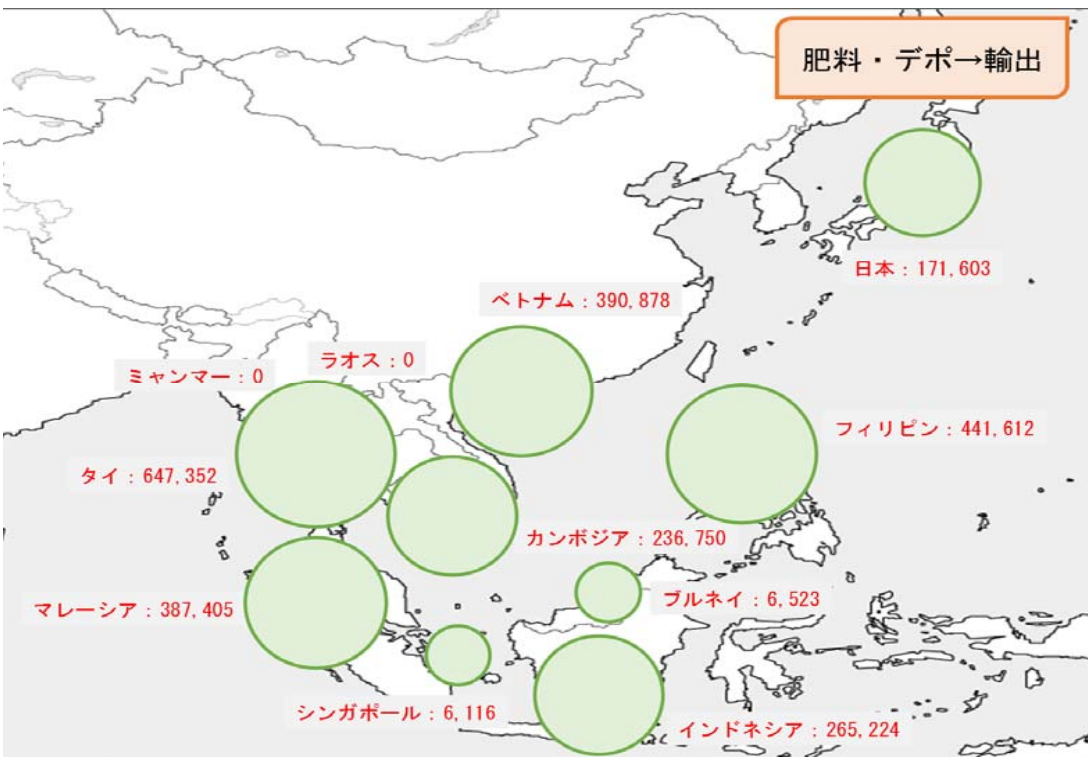 肥料・デポ→輸出
日本：171,603
ベトナム：390,878
ラオス：0
ミャンマー：0
フィリピン：441,612
タイ：647,352
カンボジア：236,750
ブルネイ：6,523
マレーシア：387,405
シンガポール：6,116
インドネシア：265,224